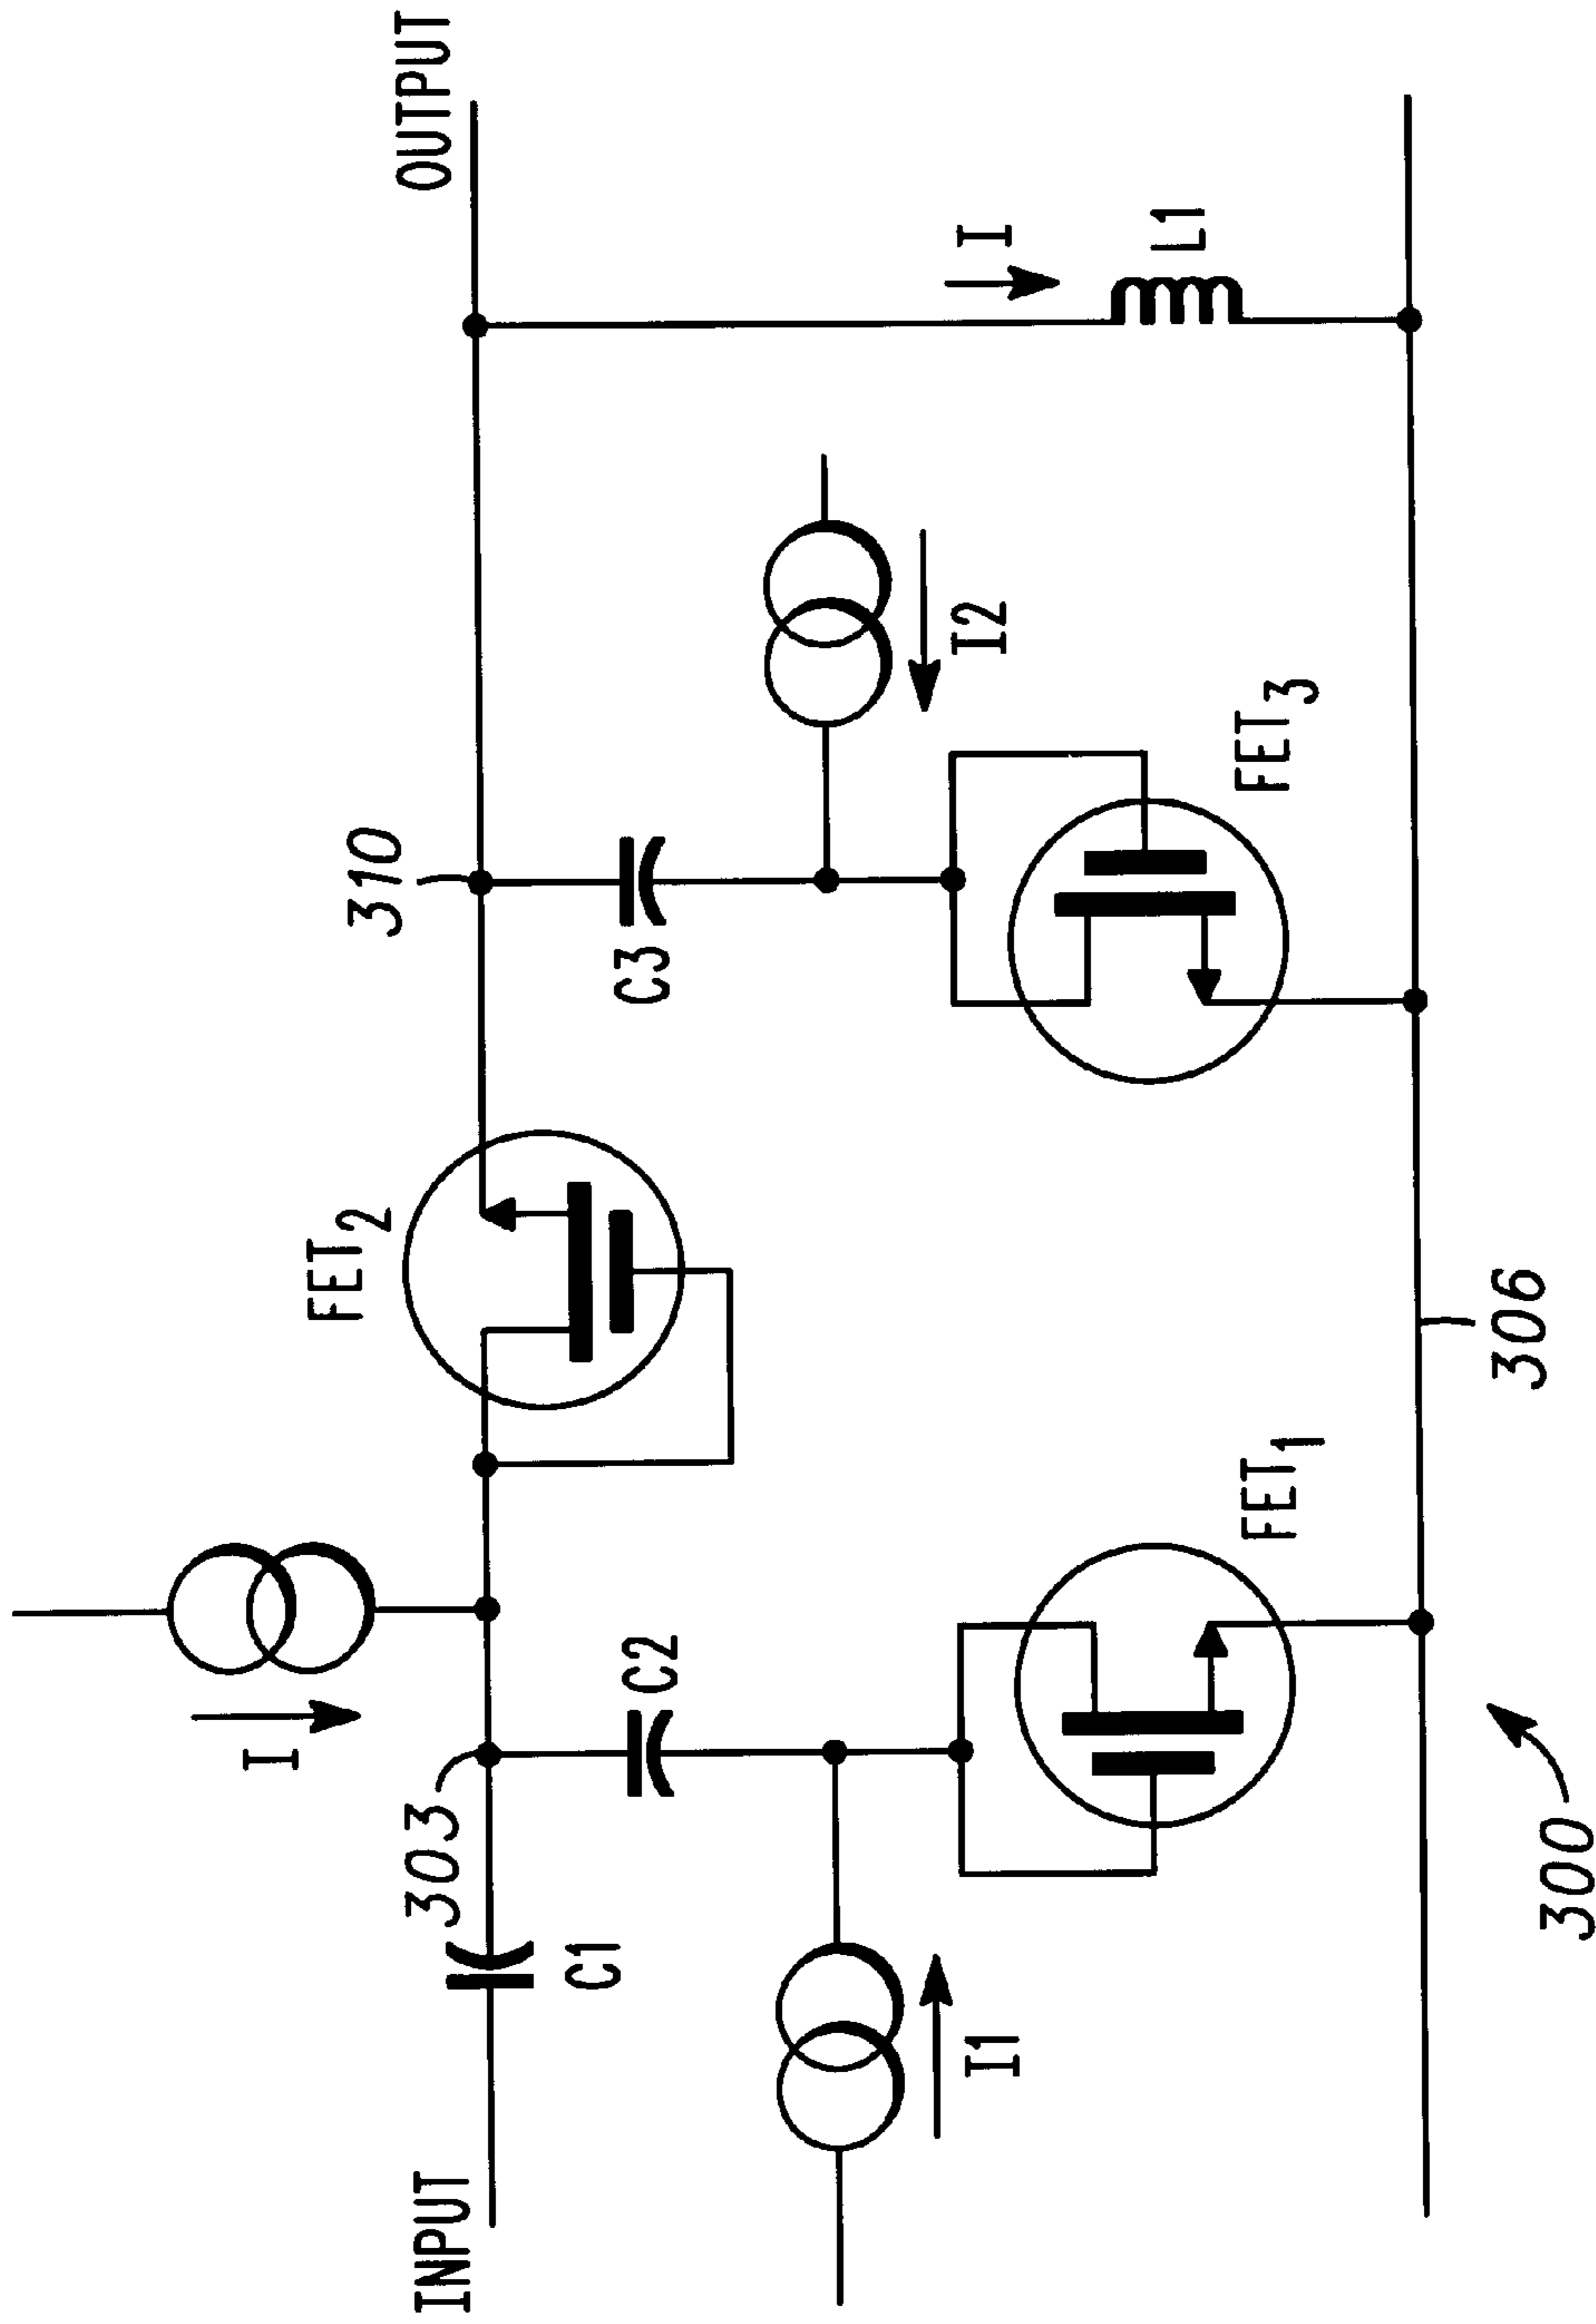 I
FET2
310
OUTPUT
303
INPUT
C1
C2
C3
I2
I
I1
L1
FET1
FET3
306
300